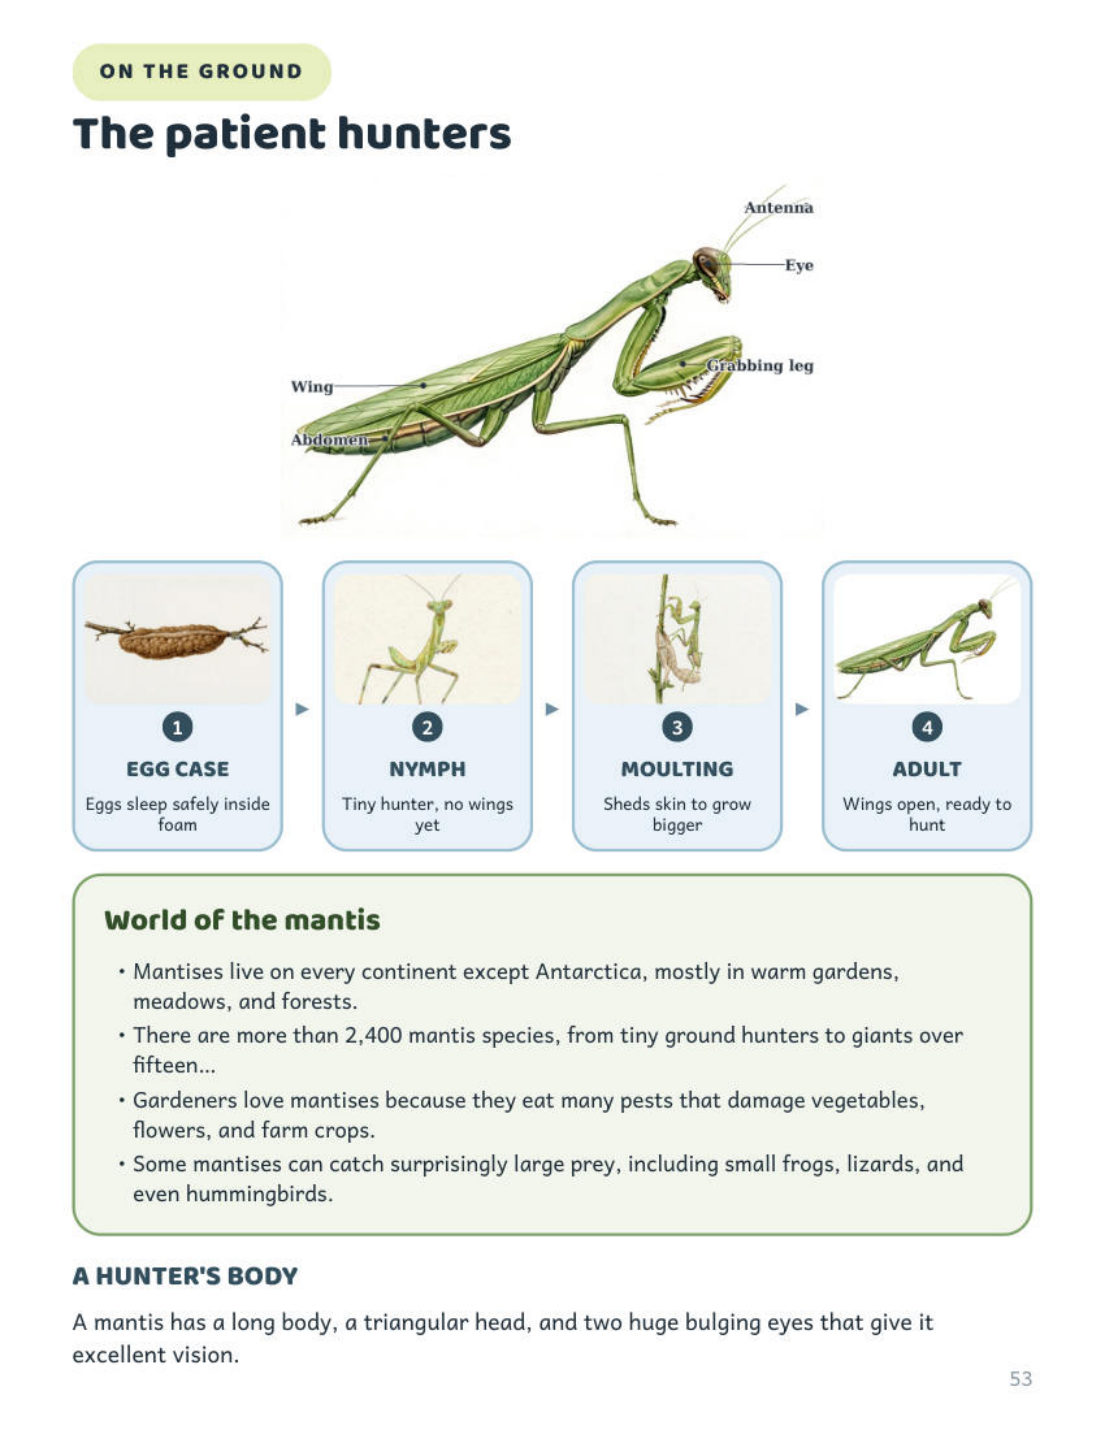 ON THE GROUND
The patient hunters
Antenna
Eye
Grabbing leg
Wing
Abdomen
1
EGG CASE
Eggs sleep safely inside
foam
2
NYMPH
Tiny hunter, no wings
yet
3
MOULTING
Sheds skin to grow
bigger
4
ADULT
Wings open, ready to
hunt
World of the mantis
• Mantises live on every continent except Antarctica, mostly in warm gardens,
meadows, and forests.
• There are more than 2,400 mantis species, from tiny ground hunters to giants over
fifteen...
• Gardeners love mantises because they eat many pests that damage vegetables,
flowers, and farm crops.
• Some mantises can catch surprisingly large prey, including small frogs, lizards, and
even hummingbirds.
A HUNTER'S BODY
A mantis has a long body, a triangular head, and two huge bulging eyes that give it
excellent vision.
53